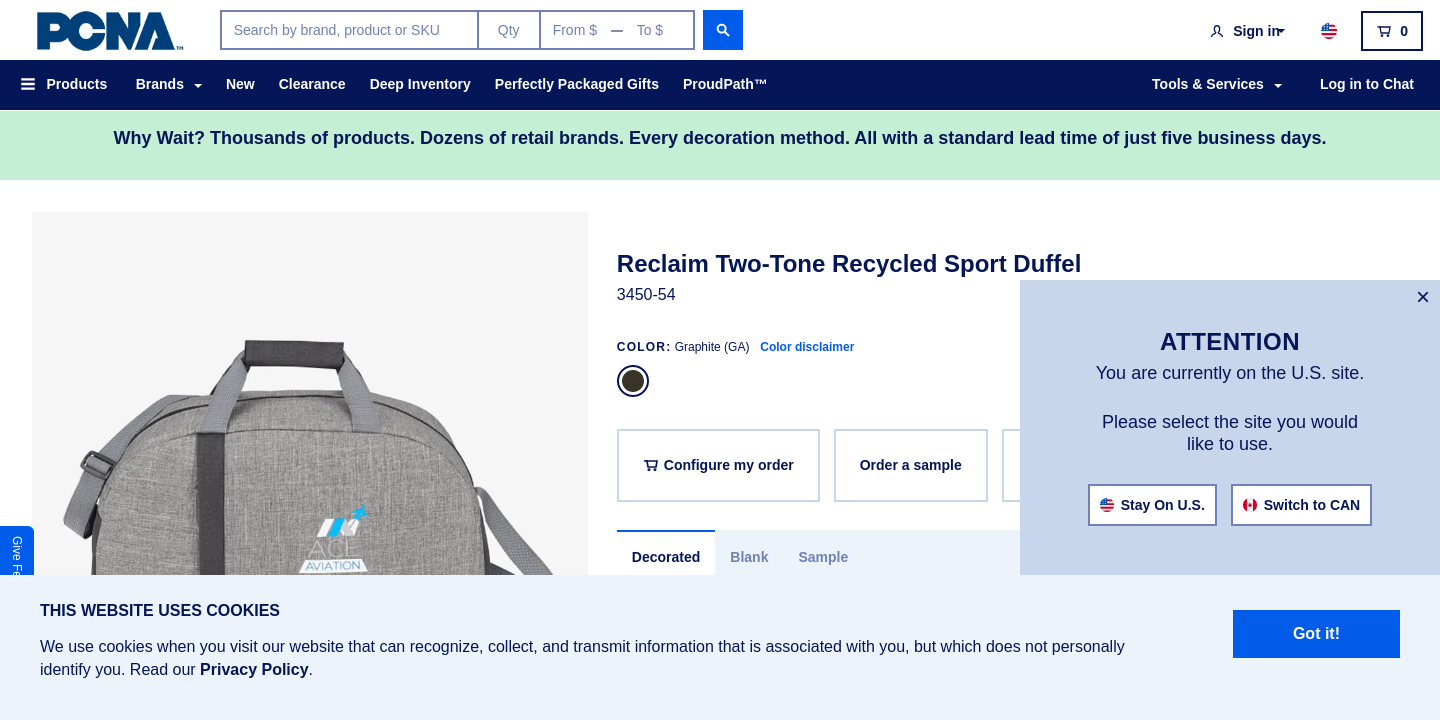 PCNA™
Search by brand, product or SKU
Qty
From $
To $
Sign in
0
Products
Brands
New
Clearance
Deep Inventory
Perfectly Packaged Gifts
ProudPath™
Tools & Services
Log in to Chat
Why Wait? Thousands of products. Dozens of retail brands. Every decoration method. All with a standard lead time of just five business days.
Reclaim Two-Tone Recycled Sport Duffel
3450-54
COLOR: Graphite (GA) Color disclaimer
Configure my order
Order a sample
Decorated
Blank
Sample
ACE
AVIATION
×
ATTENTION
You are currently on the U.S. site.
Please select the site you would
like to use.
Stay On U.S.
Switch to CAN
Give Fe
THIS WEBSITE USES COOKIES
We use cookies when you visit our website that can recognize, collect, and transmit information that is associated with you, but which does not personally
identify you. Read our Privacy Policy.
Got it!